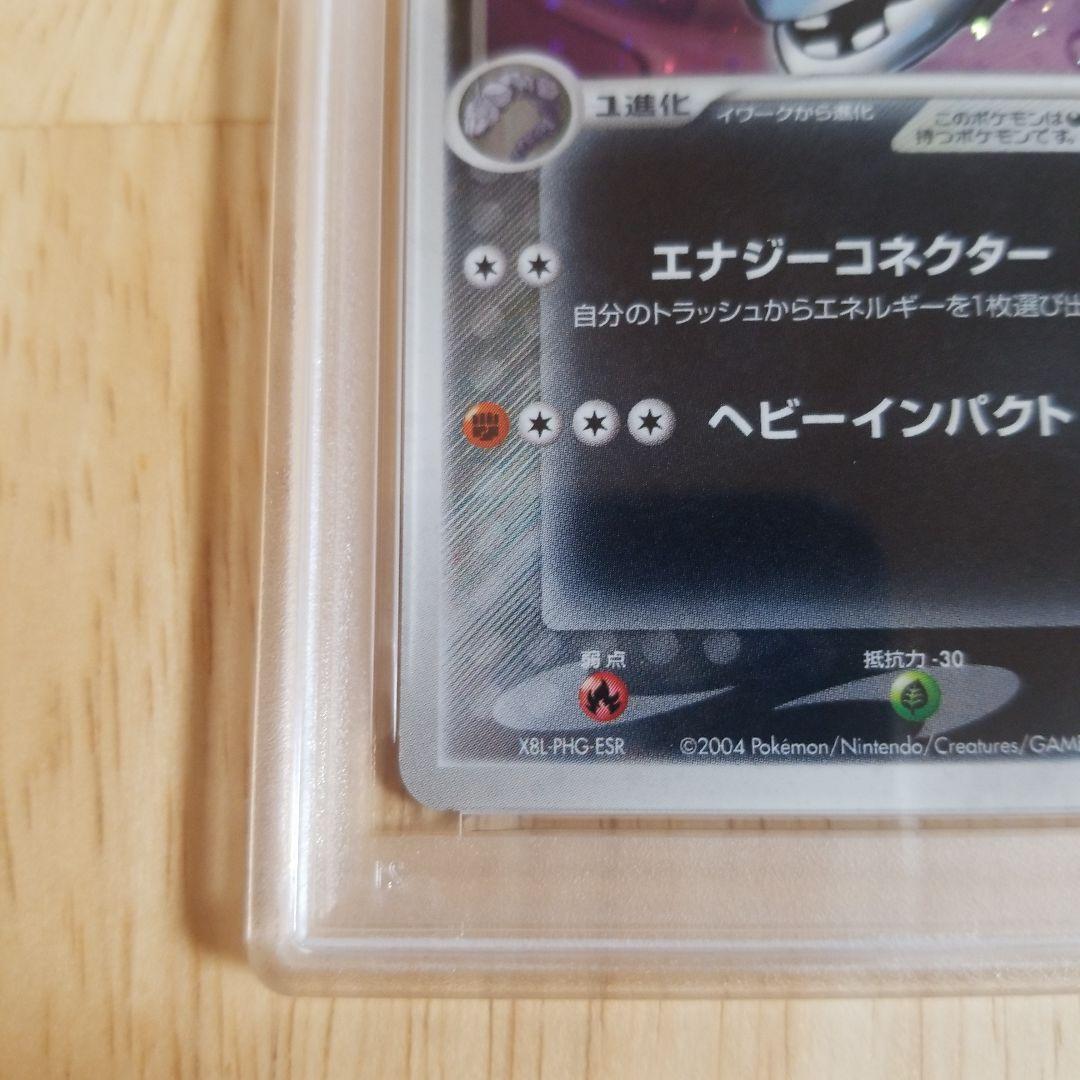 1進化 イワークから進化
このポケモンは
持つポケモンです。
エナジーコネクター
自分のトラッシュからエネルギーを1枚選び出
ヘビーインパクト
弱点 抵抗力 -30
X8L-PHG-ESR ©2004 Pokémon/Nintendo/Creatures/GAME